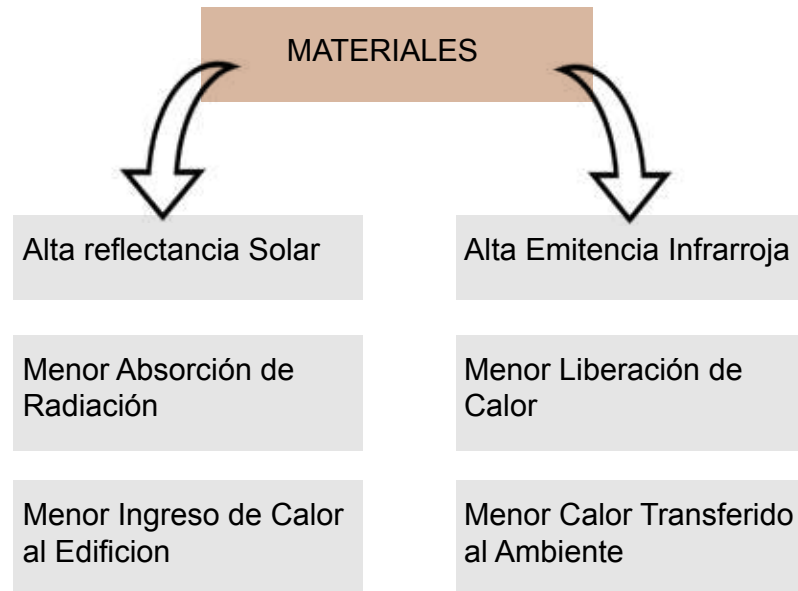 MATERIALES
Alta reflectancia Solar
Menor Absorción de
Radiación
Menor Ingreso de Calor
al Edificion
Alta Emitencia Infrarroja
Menor Liberación de
Calor
Menor Calor Transferido
al Ambiente